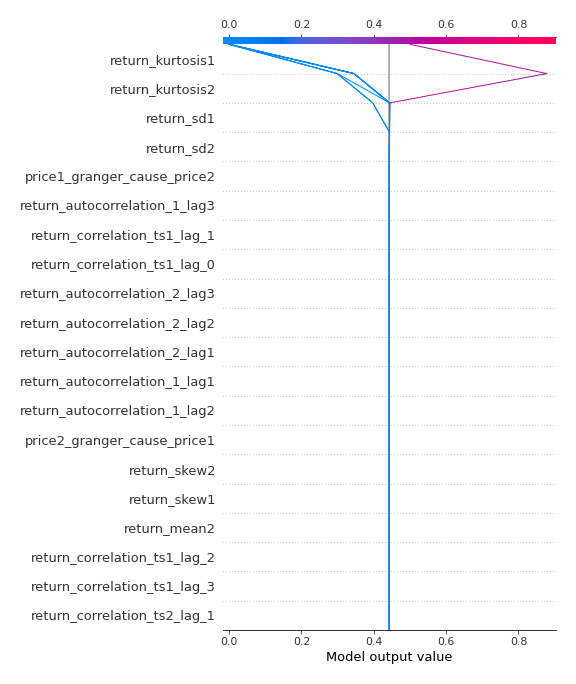 0.0 0.2 0.4 0.6 0.8
return_kurtosis1
return_kurtosis2
return_sd1
return_sd2
price1_granger_cause_price2
return_autocorrelation_1_lag3
return_correlation_ts1_lag_1
return_correlation_ts1_lag_0
return_autocorrelation_2_lag3
return_autocorrelation_2_lag2
return_autocorrelation_2_lag1
return_autocorrelation_1_lag1
return_autocorrelation_1_lag2
price2_granger_cause_price1
return_skew2
return_skew1
return_mean2
return_correlation_ts1_lag_2
return_correlation_ts1_lag_3
return_correlation_ts2_lag_1
0.0 0.2 0.4 0.6 0.8
Model output value